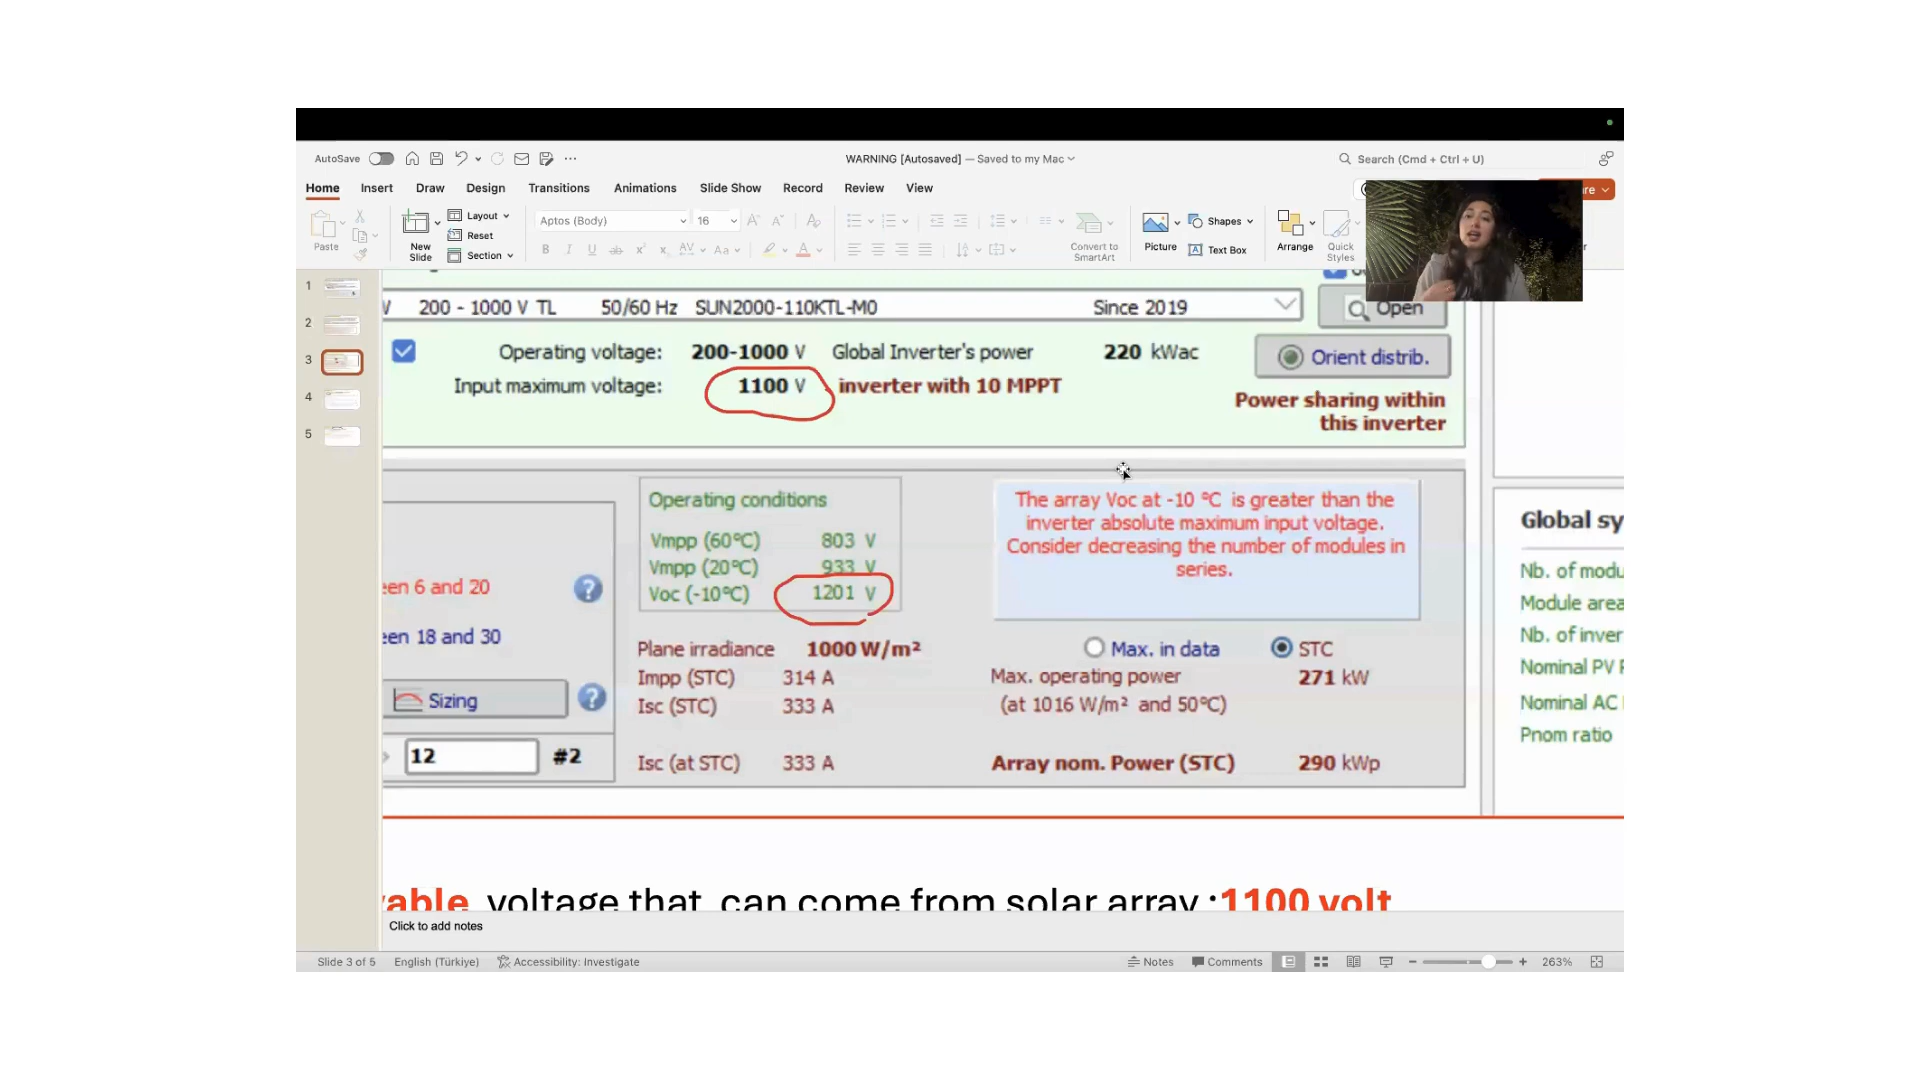 AutoSave
WARNING [Autosaved] — Saved to my Mac
Search (Cmd + Ctrl + U)
Home Insert Draw Design Transitions Animations Slide Show Record Review View
Paste
New Slide
Layout
Reset
Section
Aptos (Body) 16
B I U ab x² x AV Aa A
Convert to SmartArt
Picture
Shapes
Text Box
Arrange
Quick Styles
1
2
3
4
5
200 - 1000 V TL 50/60 Hz SUN2000-110KTL-M0 Since 2019
Open
Operating voltage: 200-1000 V Global Inverter's power 220 kWac
Orient distrib.
Input maximum voltage: 1100 V inverter with 10 MPPT
Power sharing within
this inverter
Operating conditions
Vmpp (60°C) 803 V
Vmpp (20°C) 933 V
Voc (-10°C) 1201 V
The array Voc at -10 °C is greater than the
inverter absolute maximum input voltage.
Consider decreasing the number of modules in
series.
een 6 and 20 ?
een 18 and 30
Sizing ?
12 #2
Plane irradiance 1000 W/m²
Impp (STC) 314 A
Isc (STC) 333 A
Isc (at STC) 333 A
Max. in data STC
Max. operating power 271 kW
(at 1016 W/m² and 50°C)
Array nom. Power (STC) 290 kWp
Global sy
Nb. of modu
Module area
Nb. of inver
Nominal PV P
Nominal AC
Pnom ratio
able voltage that can come from solar array :1100 volt
Click to add notes
Slide 3 of 5 English (Türkiye) Accessibility: Investigate Notes Comments 263%